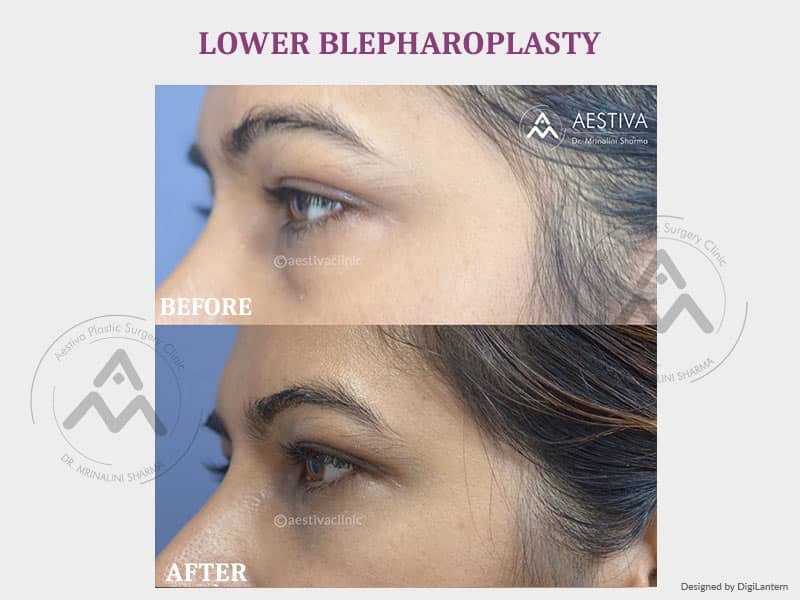 LOWER BLEPHAROPLASTY
AESTIVA
Dr. Mrinalini Sharma
©aestivaclinic
BEFORE
Plastic Surgery Clinic
Aestiva Plastic Surgery Clinic
DR. MRINALINI SHARMA
SHARMA
©aestivaclinic
AFTER
Designed by DigiLantern